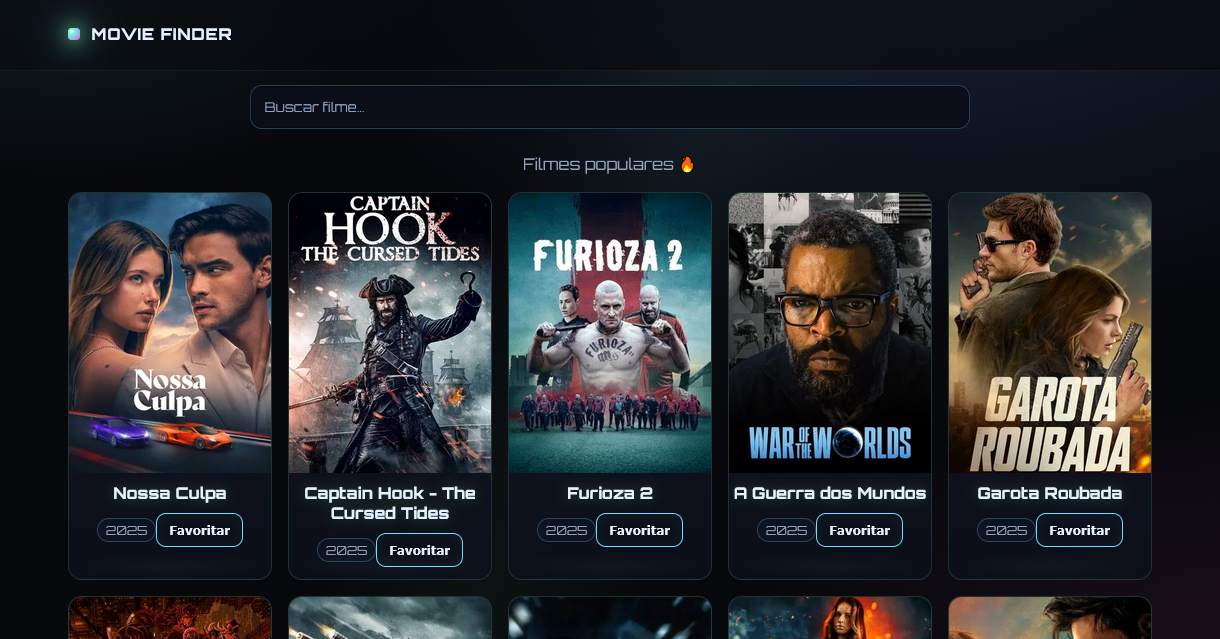 MOVIE FINDER
Buscar filme...
Filmes populares 🔥
Nossa
Culpa
CAPTAIN
HOOK
THE CURSED TIDES
FURIOZA 2
FURIOZA
WAR OF THE WORLDS
GAROTA
ROUBADA
Nossa Culpa
2025 Favoritar
Captain Hook - The
Cursed Tides
2025 Favoritar
Furioza 2
2025 Favoritar
A Guerra dos Mundos
2025 Favoritar
Garota Roubada
2025 Favoritar